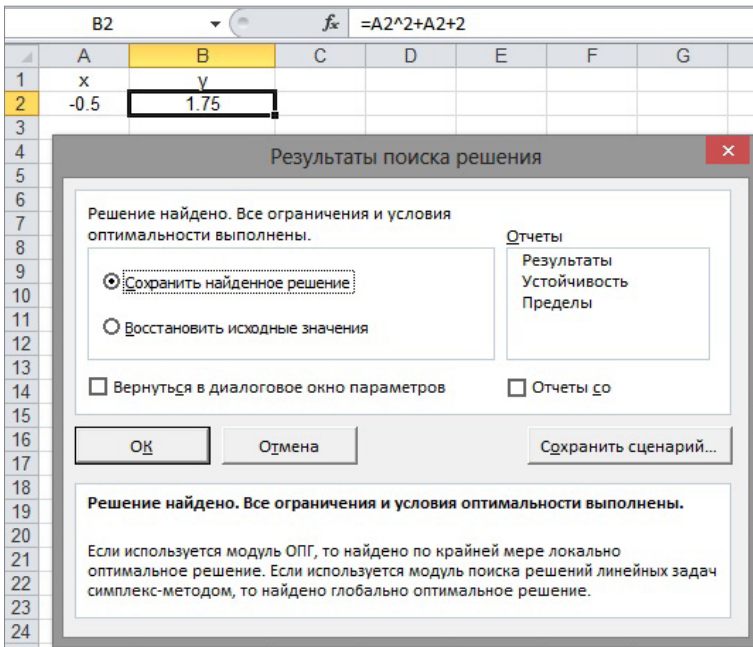 B2 fx =A2^2+A2+2
A B C D E F G
1 x y
2 -0.5 1.75
3
4
5
6
7
8
9
10
11
12
13
14
15
16
17
18
19
20
21
22
23
24
Результаты поиска решения
Решение найдено. Все ограничения и условия
оптимальности выполнены.
Отчеты
Результаты
Устойчивость
Пределы
Сохранить найденное решение
Восстановить исходные значения
Вернуться в диалоговое окно параметров
Отчеты со
ОК Отмена Сохранить сценарий...
Решение найдено. Все ограничения и условия оптимальности выполнены.
Если используется модуль ОПГ, то найдено по крайней мере локально
оптимальное решение. Если используется модуль поиска решений линейных задач
симплекс-методом, то найдено глобально оптимальное решение.